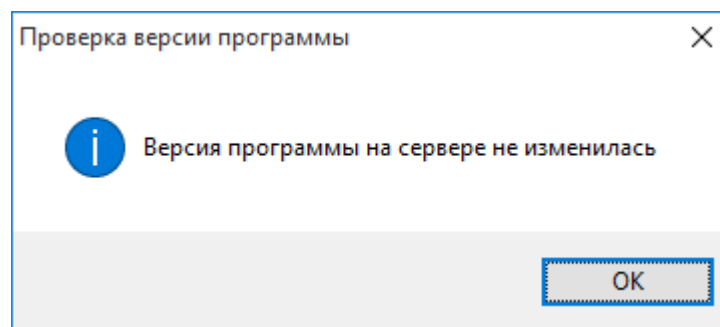 Проверка версии программы
Версия программы на сервере не изменилась
OK